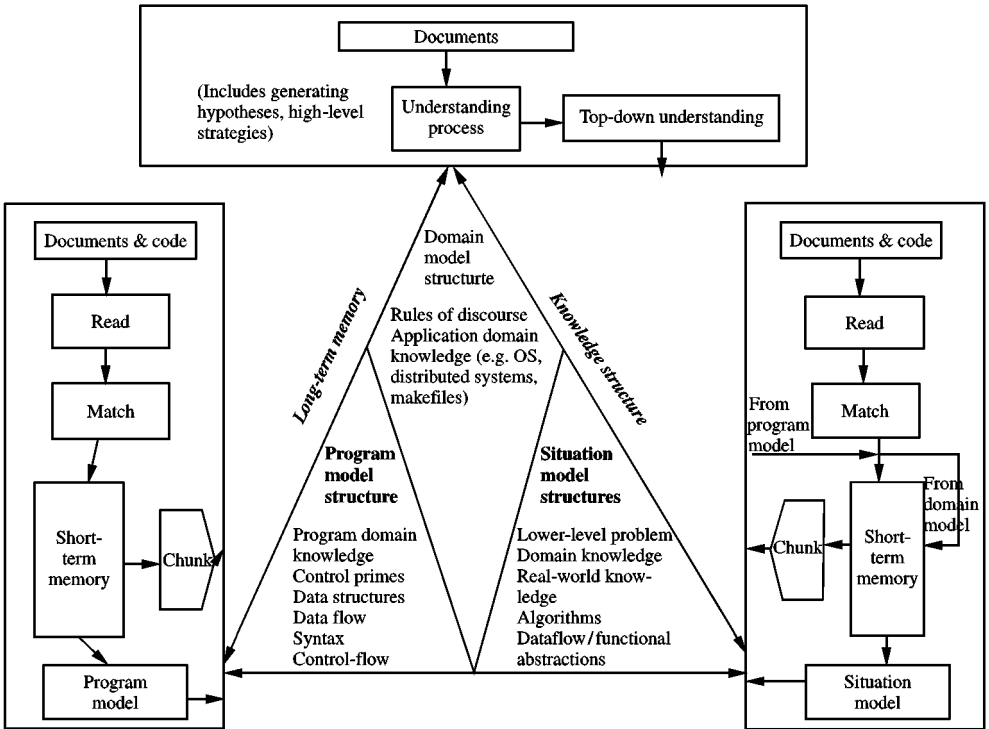 Documents
(Includes generating
hypotheses, high-level
strategies)
Understanding
process
Top-down understanding
Documents & code
Read
Match
Short-
term
memory
Chunk
Program
model
Long-term memory
Knowledge structure
Domain
model
structurte
Rules of discourse
Application domain
knowledge (e.g. OS,
distributed systems,
makefiles)
Program
model
structure
Program domain
knowledge
Control primes
Data structures
Data flow
Syntax
Control-flow
Situation
model
structures
Lower-level problem
Domain knowledge
Real-world know-
ledge
Algorithms
Dataflow/functional
abstractions
Documents & code
Read
Match
From
program
model
From
domain
model
Chunk
Short-
term
memory
Situation
model